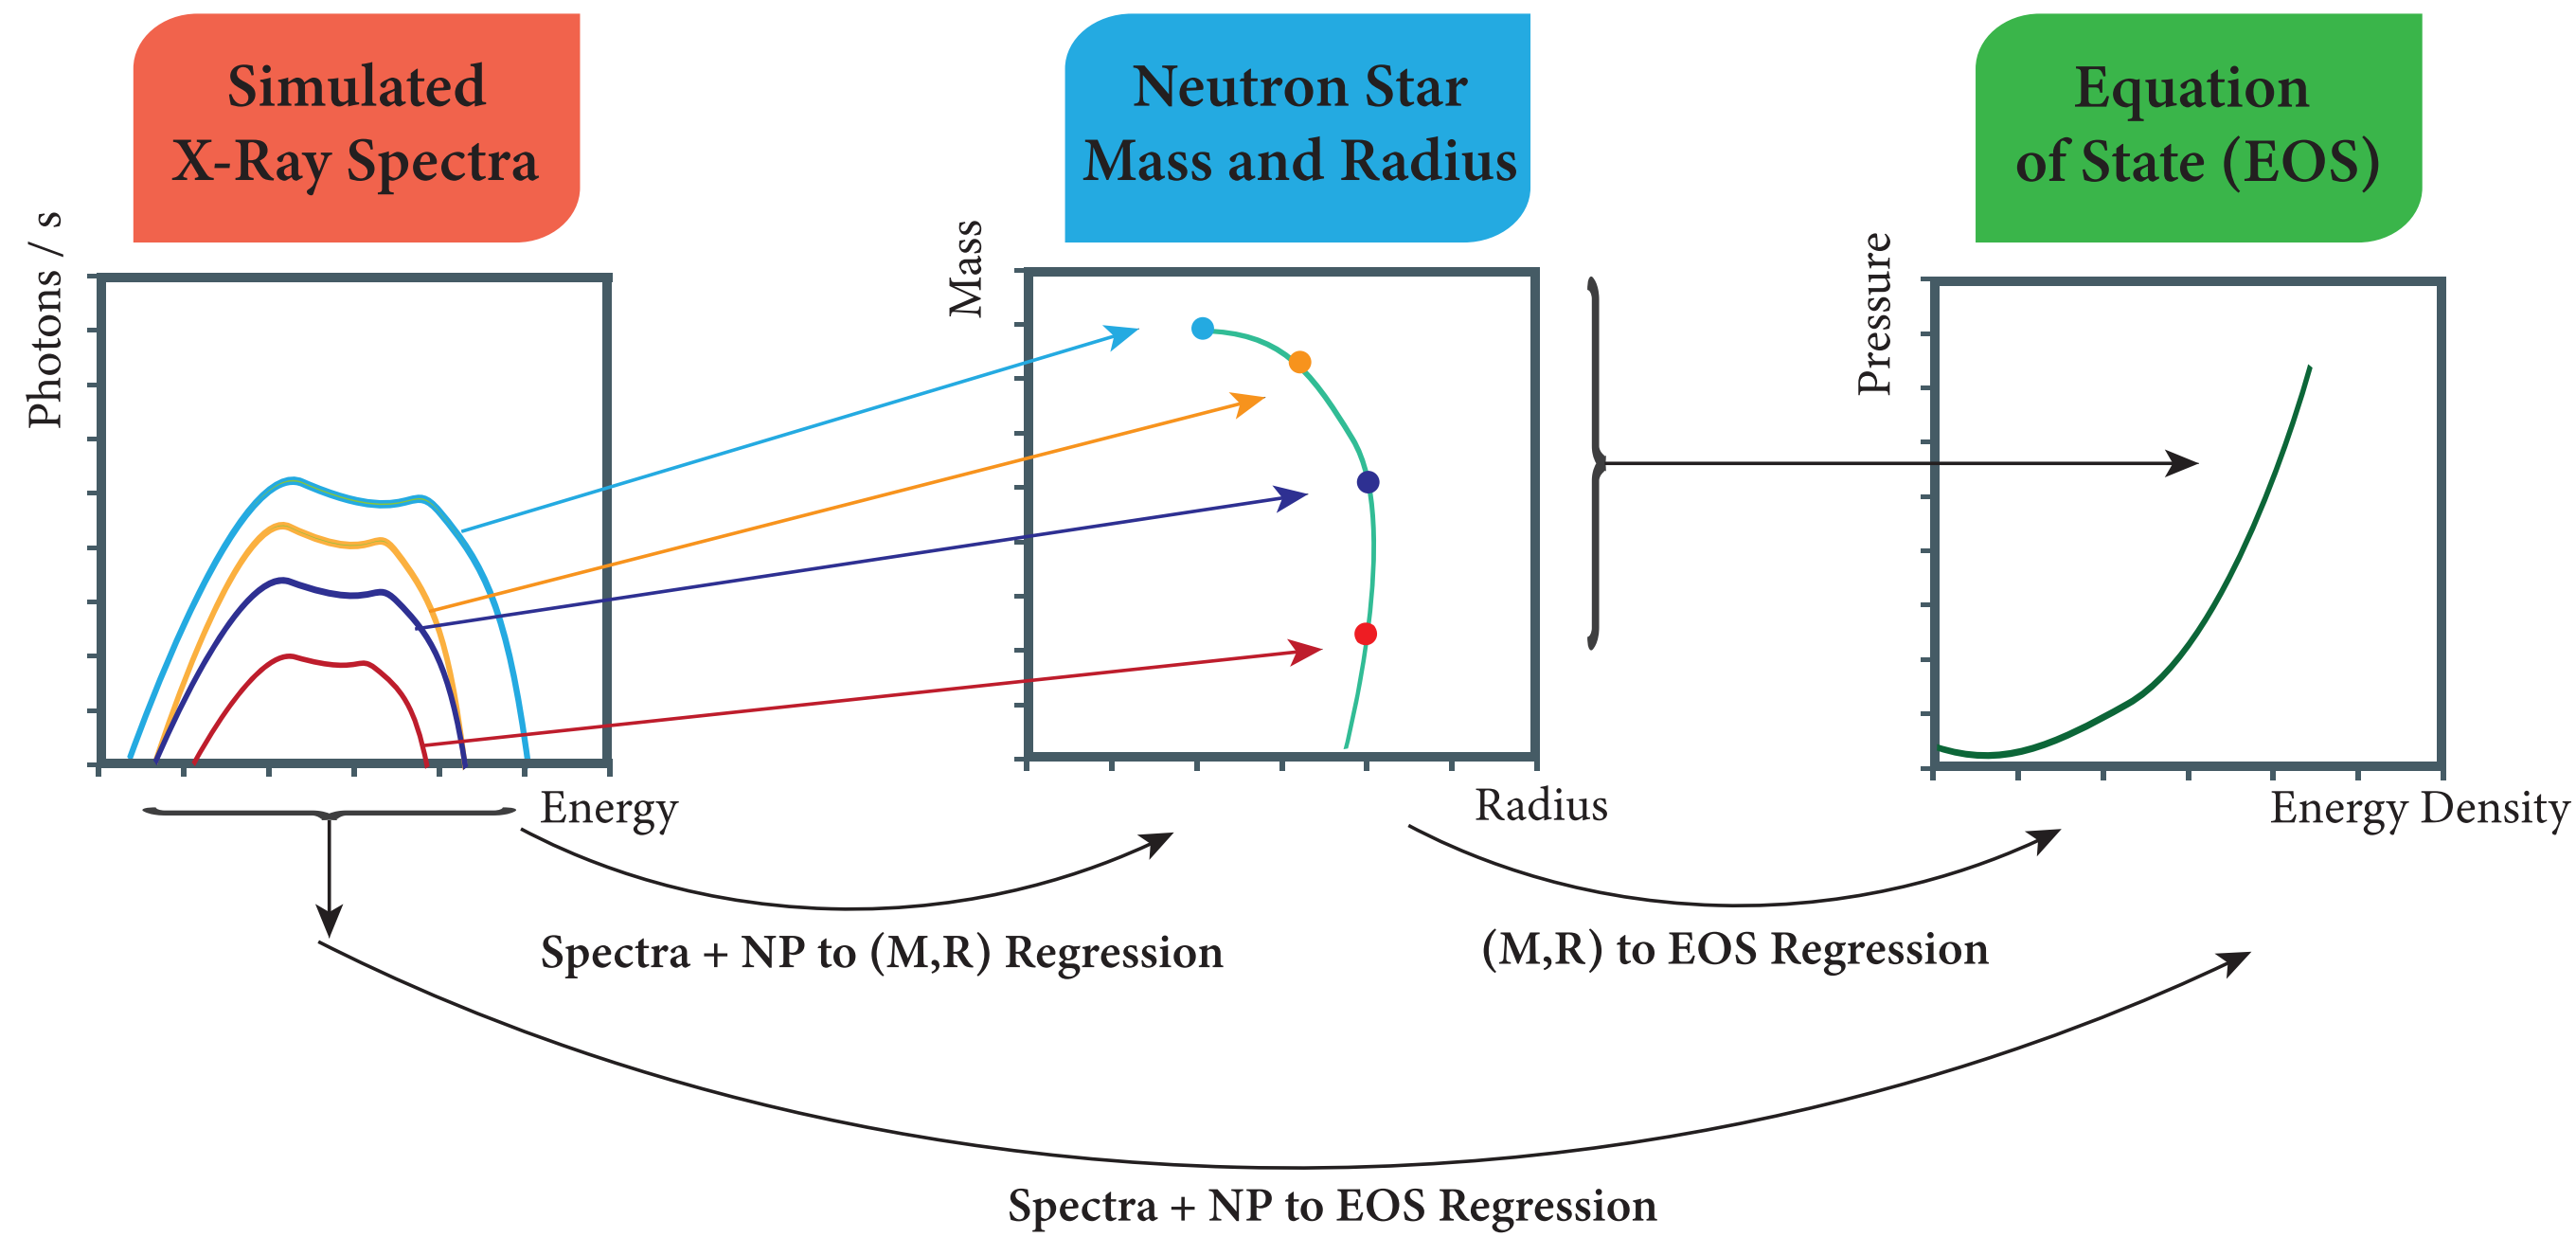 Simulated
X-Ray Spectra
Neutron Star
Mass and Radius
Equation
of State (EOS)
Photons / s
Energy
Mass
Radius
Pressure
Energy Density
Spectra + NP to (M,R) Regression
(M,R) to EOS Regression
Spectra + NP to EOS Regression